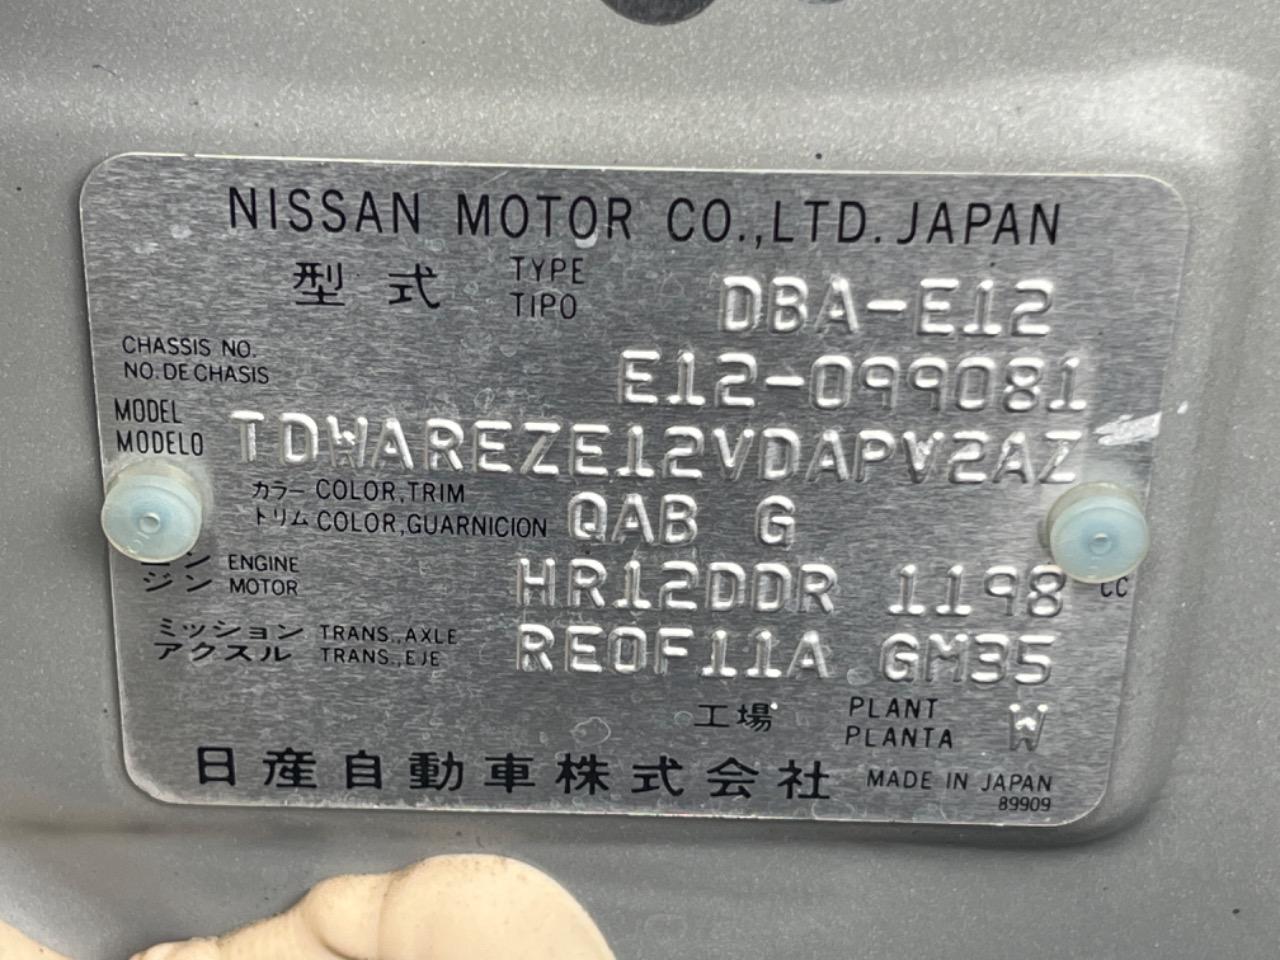 NISSAN MOTOR CO.,LTD. JAPAN
型式 TYPE TIPO DBA-E12
CHASSIS NO. E12-099081
NO. DE CHASIS
MODEL TDWAREZE12VDAPV2AZ
MODELO
カラー COLOR,TRIM QAB G
トリム COLOR,GUARNICION
ン ENGINE HR12DDR 1198 CC
ジン MOTOR
ミッション TRANS.,AXLE RE0F11A GM35
アクスル TRANS.,EJE
工場 PLANT W
PLANTA
日産自動車株式会社 MADE IN JAPAN
89909